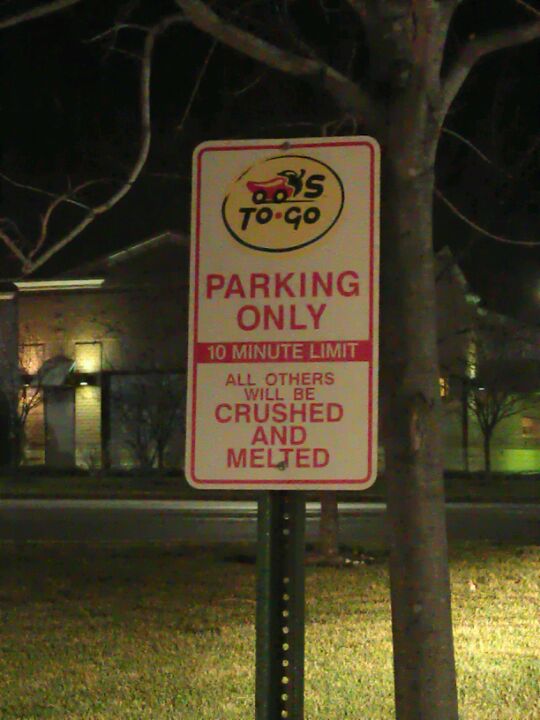 'S
TO·GO
PARKING
ONLY
10 MINUTE LIMIT
ALL OTHERS
WILL BE
CRUSHED
AND
MELTED